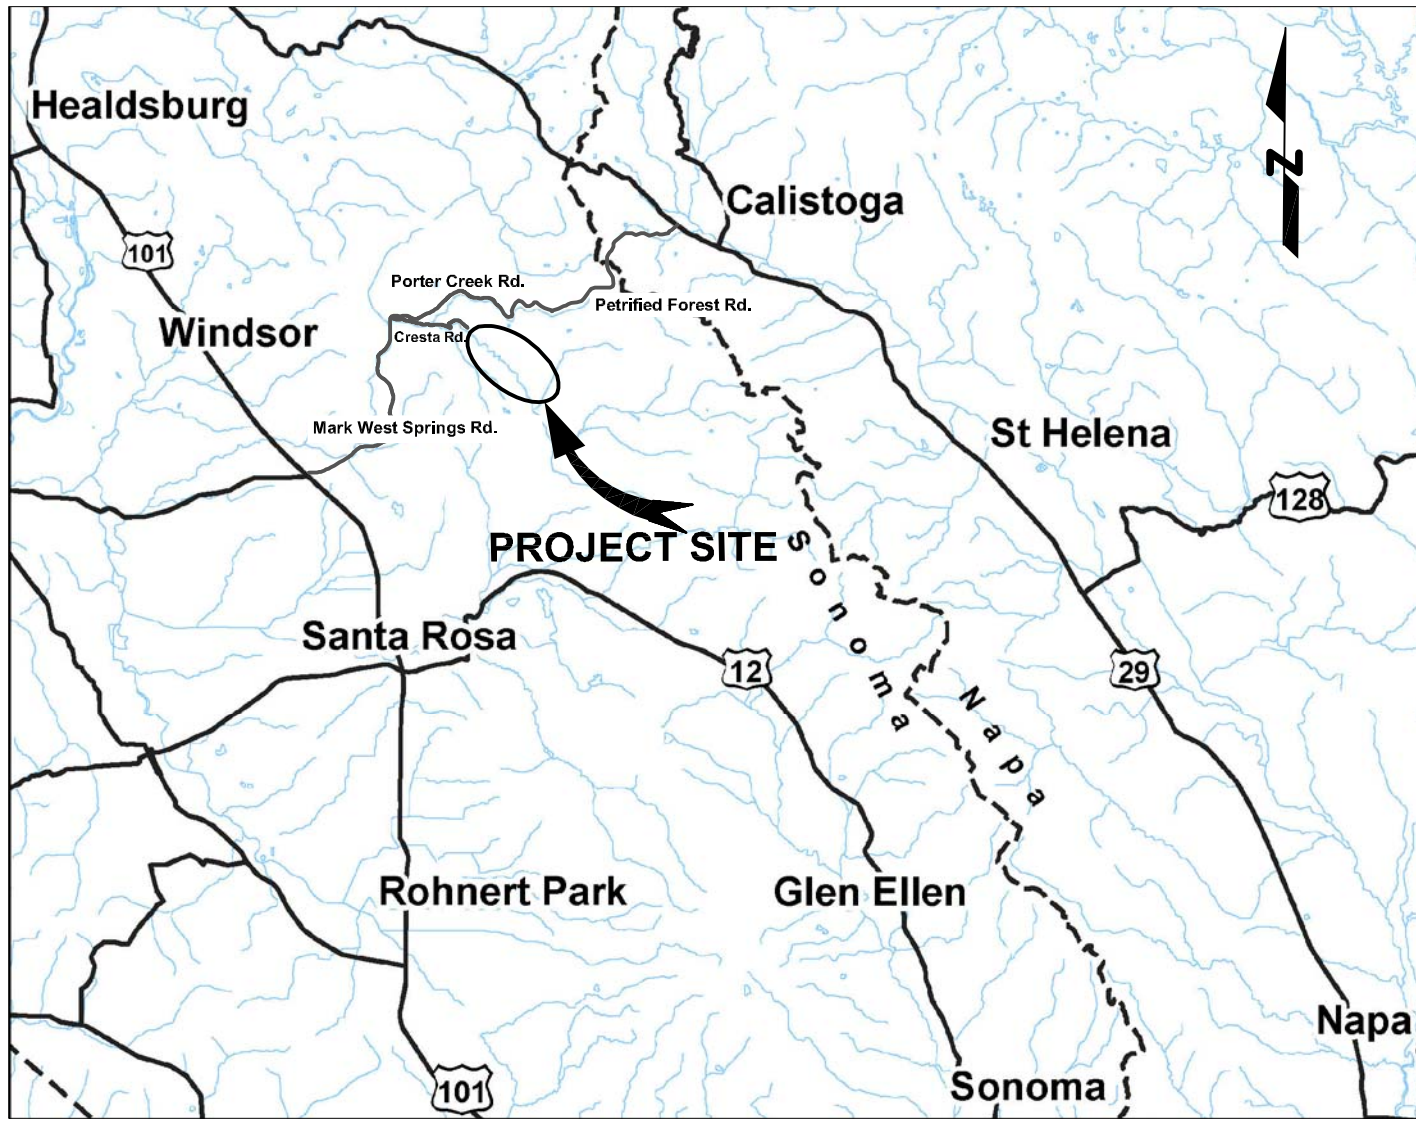 Healdsburg
N
Calistoga
101
Porter Creek Rd.
Petrified Forest Rd.
Windsor
Cresta Rd.
Mark West Springs Rd.
St Helena
128
PROJECT SITE
Sonoma
Santa Rosa
12
29
Napa
Rohnert Park
Glen Ellen
Napa
Sonoma
101